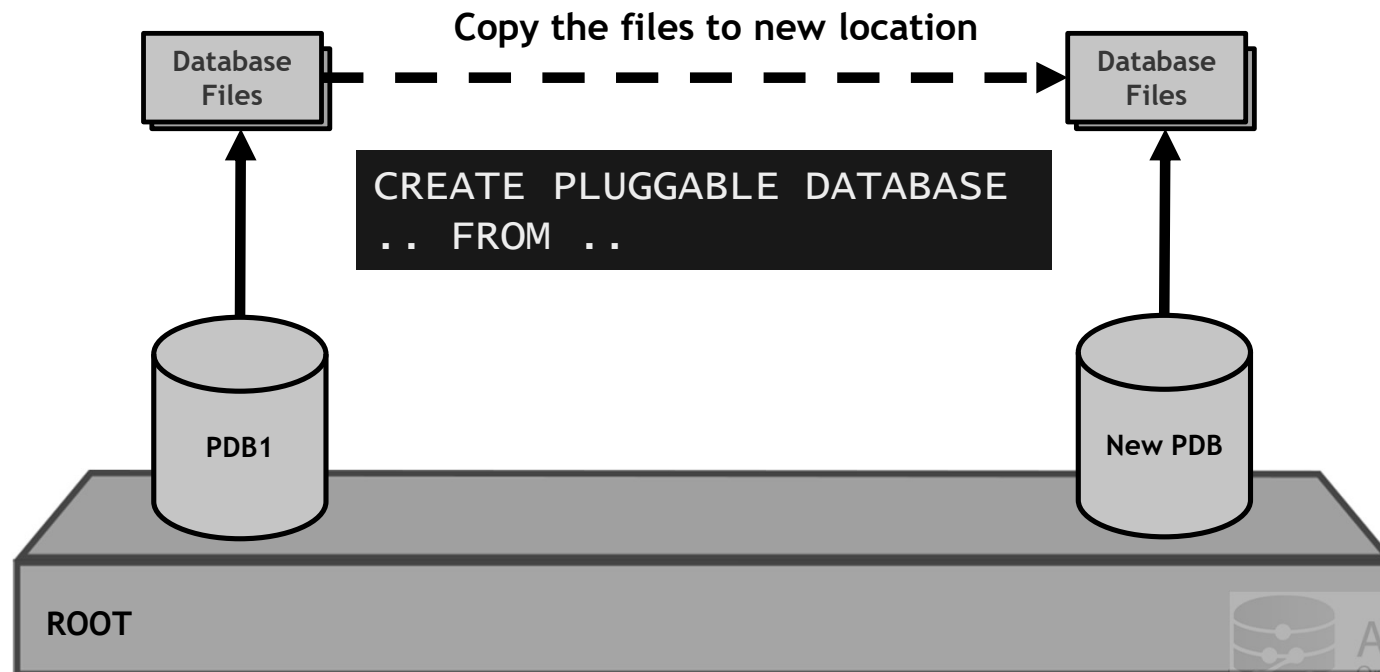 Copy the files to new location
Database
Files
Database
Files
CREATE PLUGGABLE DATABASE
.. FROM ..
PDB1
New PDB
ROOT